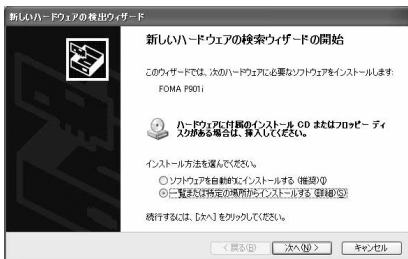 新しいハードウェアの検出ウィザード
新しいハードウェアの検索ウィザードの開始
このウィザードでは、次のハードウェアに必要なソフトウェアをインストールします:
FOMA P901i
ハードウェアに付属のインストール CD またはフロッピー ディ
スクがある場合は、挿入してください。
インストール方法を選んでください。
ソフトウェアを自動的にインストールする (推奨)(I)
一覧または特定の場所からインストールする (詳細)(S)
続行するには、[次へ] をクリックしてください。
< 戻る(B) 次へ(N) > キャンセル